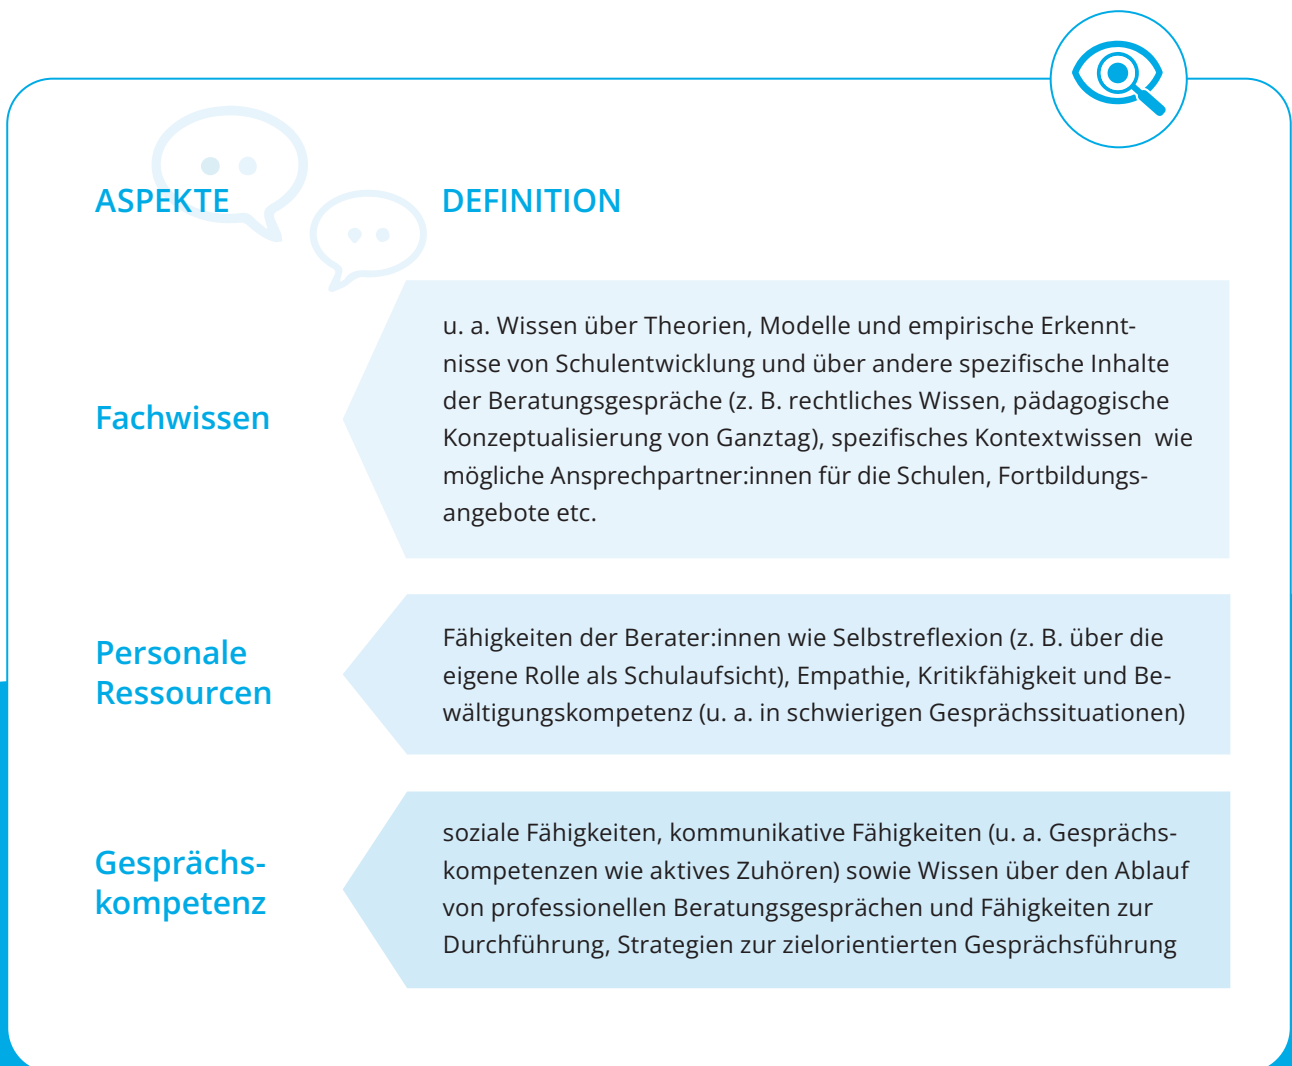 ASPEKTE
DEFINITION
Fachwissen
u. a. Wissen über Theorien, Modelle und empirische Erkennt-
nisse von Schulentwicklung und über andere spezifische Inhalte
der Beratungsgespräche (z. B. rechtliches Wissen, pädagogische
Konzeptualisierung von Ganztag), spezifisches Kontextwissen  wie
mögliche Ansprechpartner:innen für die Schulen, Fortbildungs-
angebote etc.
Personale
Ressourcen
Fähigkeiten der Berater:innen wie Selbstreflexion (z. B. über die
eigene Rolle als Schulaufsicht), Empathie, Kritikfähigkeit und Be-
wältigungskompetenz (u. a. in schwierigen Gesprächssituationen)
Gesprächs-
kompetenz
soziale Fähigkeiten, kommunikative Fähigkeiten (u. a. Gesprächs-
kompetenzen wie aktives Zuhören) sowie Wissen über den Ablauf
von professionellen Beratungsgesprächen und Fähigkeiten zur
Durchführung, Strategien zur zielorientierten Gesprächsführung